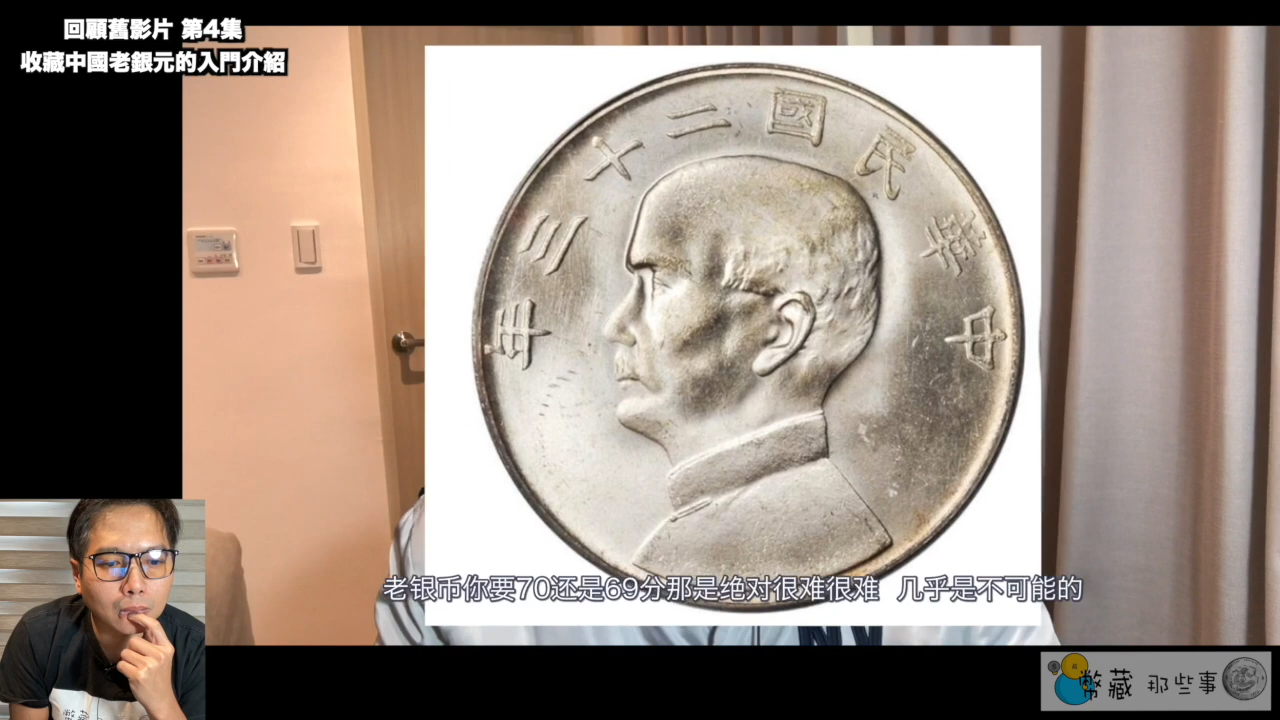 回顧舊影片 第4集
收藏中國老銀元的入門介紹
年三十二國民華中
老银币你要70还是69分那是绝对很难很难 几乎是不可能的
幣藏 那些事